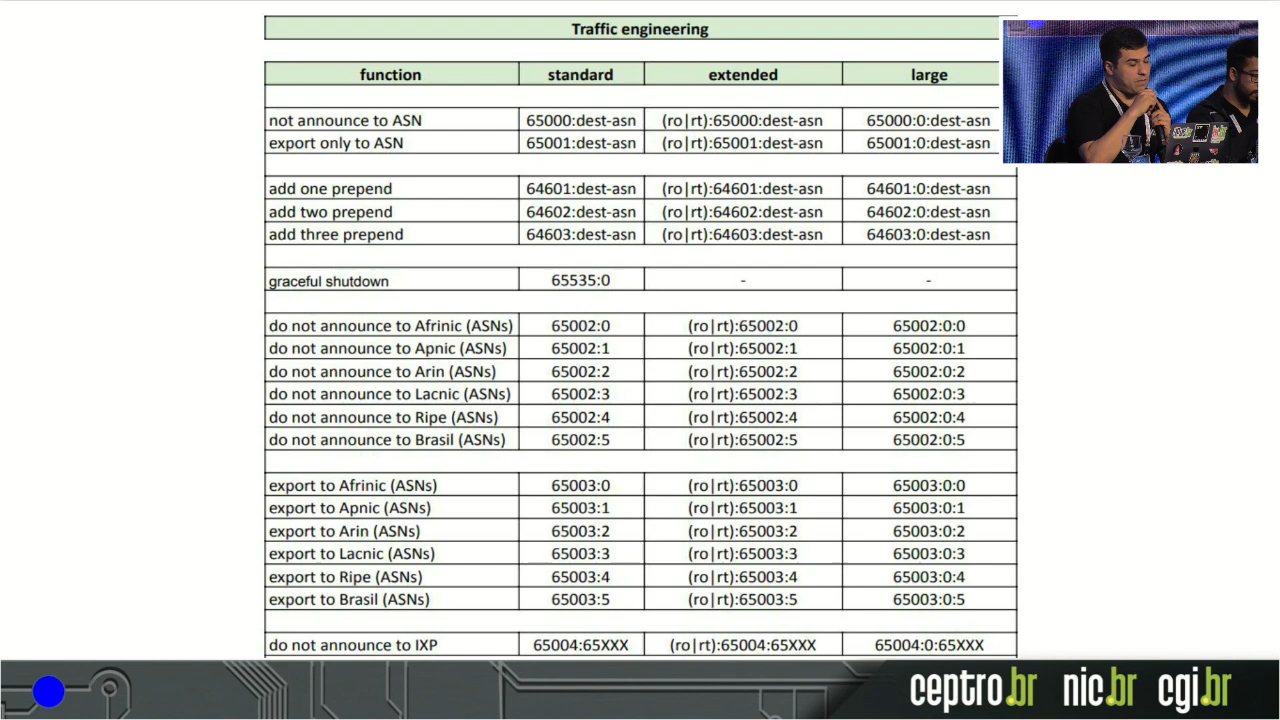 Traffic engineering
function standard extended large
not announce to ASN 65000:dest-asn (ro|rt):65000:dest-asn 65000:0:dest-asn
export only to ASN 65001:dest-asn (ro|rt):65001:dest-asn 65001:0:dest-asn
add one prepend 64601:dest-asn (ro|rt):64601:dest-asn 64601:0:dest-asn
add two prepend 64602:dest-asn (ro|rt):64602:dest-asn 64602:0:dest-asn
add three prepend 64603:dest-asn (ro|rt):64603:dest-asn 64603:0:dest-asn
graceful shutdown 65535:0 - -
do not announce to Afrinic (ASNs) 65002:0 (ro|rt):65002:0 65002:0:0
do not announce to Apnic (ASNs) 65002:1 (ro|rt):65002:1 65002:0:1
do not announce to Arin (ASNs) 65002:2 (ro|rt):65002:2 65002:0:2
do not announce to Lacnic (ASNs) 65002:3 (ro|rt):65002:3 65002:0:3
do not announce to Ripe (ASNs) 65002:4 (ro|rt):65002:4 65002:0:4
do not announce to Brasil (ASNs) 65002:5 (ro|rt):65002:5 65002:0:5
export to Afrinic (ASNs) 65003:0 (ro|rt):65003:0 65003:0:0
export to Apnic (ASNs) 65003:1 (ro|rt):65003:1 65003:0:1
export to Arin (ASNs) 65003:2 (ro|rt):65003:2 65003:0:2
export to Lacnic (ASNs) 65003:3 (ro|rt):65003:3 65003:0:3
export to Ripe (ASNs) 65003:4 (ro|rt):65003:4 65003:0:4
export to Brasil (ASNs) 65003:5 (ro|rt):65003:5 65003:0:5
do not announce to IXP 65004:65XXX (ro|rt):65004:65XXX 65004:0:65XXX
ceptro.br nic.br cgi.br